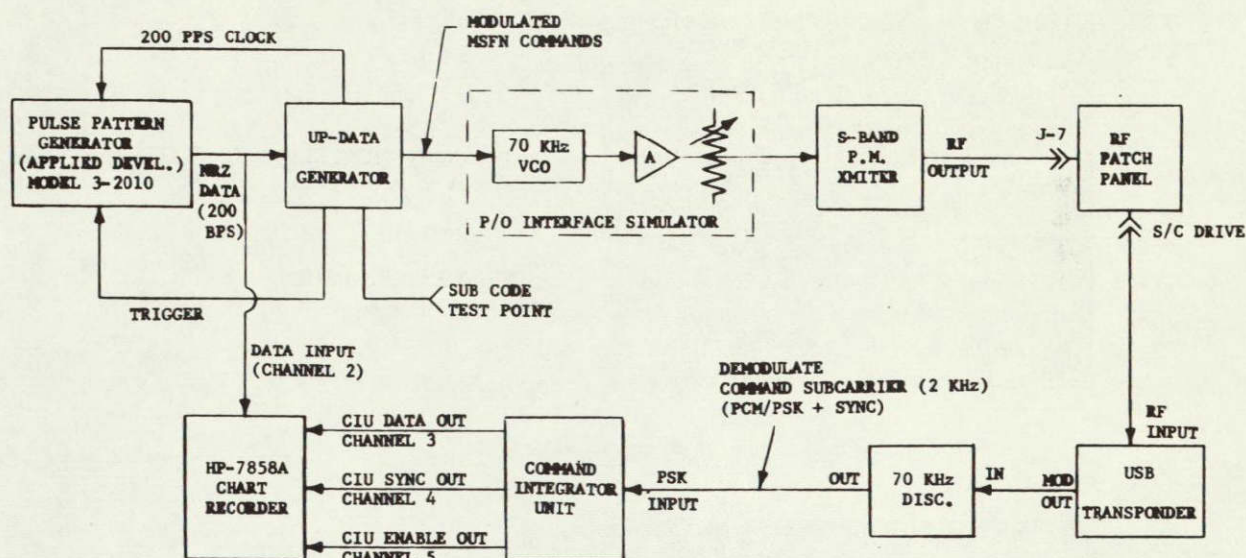 200 PPS CLOCK
MODULATED
MSFN COMMANDS
PULSE PATTERN
GENERATOR
(APPLIED DEVEL.)
MODEL 3-2010
NRZ
DATA
(200
BPS)
UP-DATA
GENERATOR
70 KHz
VCO
A
P/O INTERFACE SIMULATOR
S-BAND
P.M.
XMITER
RF
OUTPUT
J-7
RF
PATCH
PANEL
S/C DRIVE
TRIGGER
SUB CODE
TEST POINT
DATA INPUT
(CHANNEL 2)
DEMODULATE
COMMAND SUBCARRIER (2 KHz)
(PCM/PSK + SYNC)
RF
INPUT
HP-7858A
CHART
RECORDER
CIU DATA OUT
CHANNEL 3
CIU SYNC OUT
CHANNEL 4
CIU ENABLE OUT
CHANNEL 5
COMMAND
INTEGRATOR
UNIT
PSK
INPUT
OUT
70 KHz
DISC.
IN
MOD
OUT
USB
TRANSPONDER